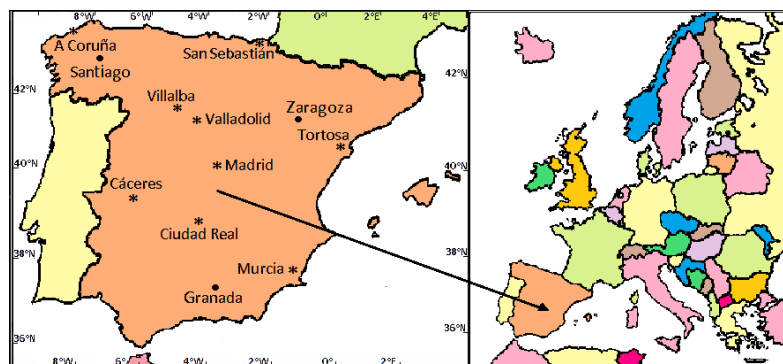 8°W 6°W 4°W 2°W 0° 2°E
A Coruña
San Sebastián
Santiago
42°N
42°N
Villalba
Valladolid
Zaragoza
Tortosa
40°N
40°N
Madrid
Cáceres
Ciudad Real
38°N
38°N
Murcia
Granada
36°N
36°N
8°W 6°W 4°W 2°W 0° 2°E